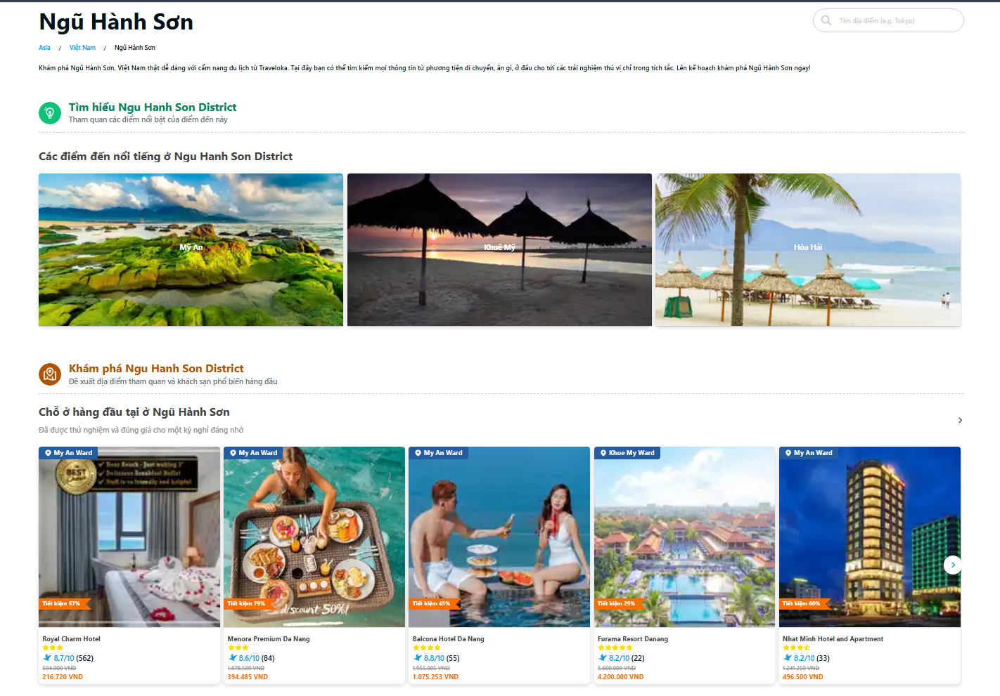 Ngũ Hành Sơn
Tìm địa điểm (e.g. Tokyo)
Asia / Việt Nam / Ngũ Hành Sơn
Khám phá Ngũ Hành Sơn, Việt Nam thật dễ dàng với cẩm nang du lịch từ Traveloka. Tại đây bạn có thể tìm kiếm mọi thông tin từ phương tiện di chuyển, ăn gì, ở đâu cho tới các trải nghiệm thú vị chỉ trong tích tắc. Lên kế hoạch khám phá Ngũ Hành Sơn ngay!
Tìm hiểu Ngu Hanh Son District
Tham quan các điểm nổi bật của điểm đến này
Các điểm đến nổi tiếng ở Ngu Hanh Son District
Mỹ An
Khuê Mỹ
Hòa Hải
Khám phá Ngu Hanh Son District
Đề xuất địa điểm tham quan và khách sạn phổ biến hàng đầu
Chỗ ở hàng đầu tại ở Ngũ Hành Sơn
Đã được thử nghiệm và đúng giá cho một kỳ nghỉ đáng nhớ
My An Ward
BEST
Near Beach - Just waking 3'
Delicious Breakfast Buffet
Staff is so friendly and helpful
Tiết kiệm 57%
Royal Charm Hotel
8.7/10 (562)
504.000 VND
216.720 VND
My An Ward
discount 50%!
Tiết kiệm 79%
Menora Premium Da Nang
8.6/10 (84)
1.878.500 VND
394.485 VND
My An Ward
Tiết kiệm 45%
Balcona Hotel Da Nang
8.8/10 (55)
1.955.005 VND
1.075.253 VND
Khue My Ward
Tiết kiệm 25%
Furama Resort Danang
8.2/10 (22)
5.600.000 VND
4.200.000 VND
My An Ward
Tiết kiệm 60%
Nhat Minh Hotel and Apartment
8.2/10 (33)
1.241.250 VND
496.500 VND